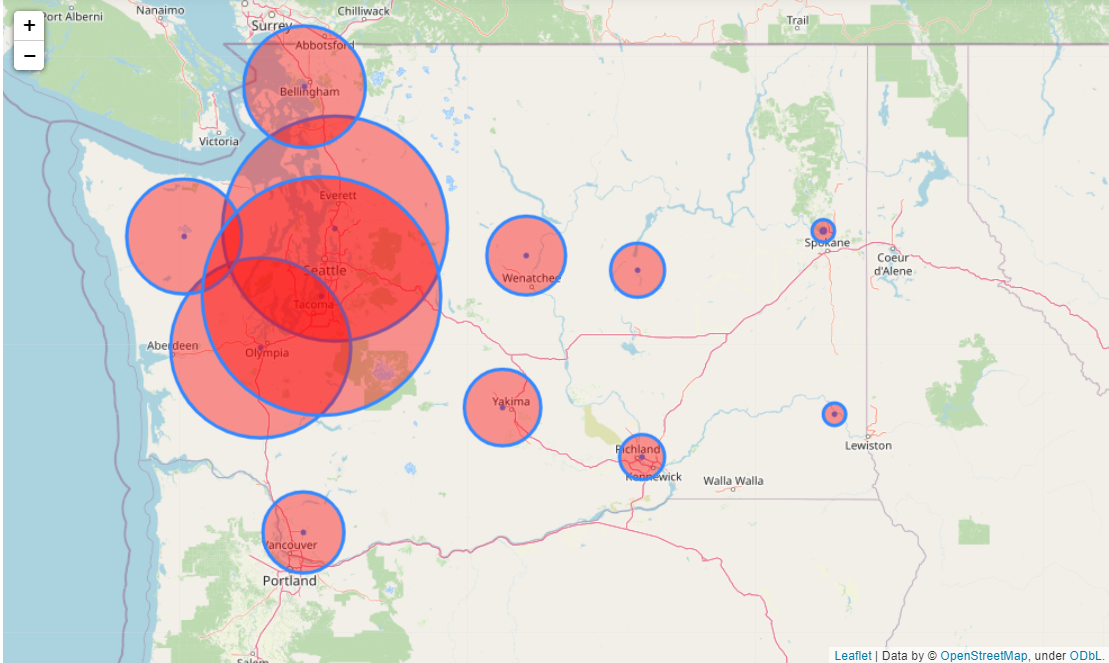 +
−
Port Alberni
Nanaimo
Surrey
Chilliwack
Abbotsford
Trail
Bellingham
Victoria
Everett
Seattle
Tacoma
Wenatchee
Spokane
Coeur
d'Alene
Aberdeen
Olympia
Yakima
Richland
Kennewick
Lewiston
Walla Walla
Vancouver
Portland
Salem
Leaflet | Data by © OpenStreetMap, under ODbL.